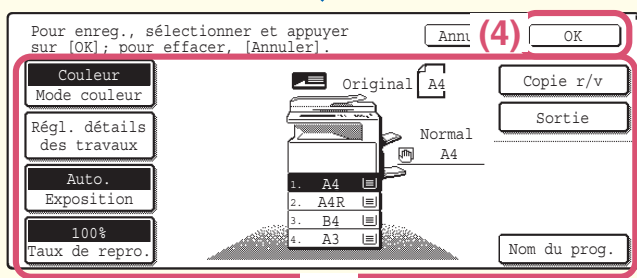 Pour enreg., sélectionner et appuyer
sur [OK]; pour effacer, [Annuler].
(4)
OK
Couleur
Mode couleur
Régl. détails
des travaux
Auto.
Exposition
100%
Taux de repro.
Original A4
Normal
A4
1. A4
2. A4R
3. B4
4. A3
Copie r/v
Sortie
Nom du prog.